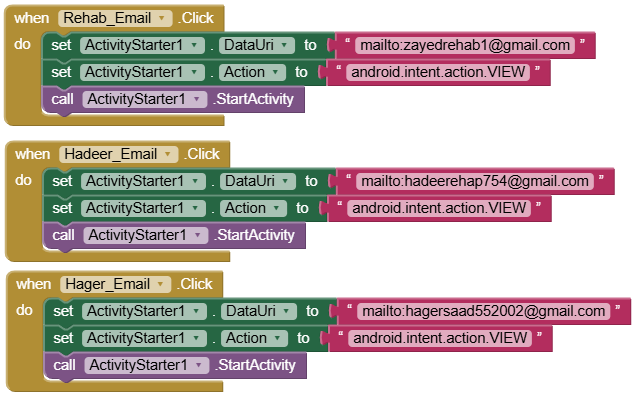 when Rehab_Email .Click
do set ActivityStarter1 . DataUri to " mailto:zayedrehab1@gmail.com "
set ActivityStarter1 . Action to " android.intent.action.VIEW "
call ActivityStarter1 .StartActivity
when Hadeer_Email .Click
do set ActivityStarter1 . DataUri to " mailto:hadeerehap754@gmail.com "
set ActivityStarter1 . Action to " android.intent.action.VIEW "
call ActivityStarter1 .StartActivity
when Hager_Email .Click
do set ActivityStarter1 . DataUri to " mailto:hagersaad552002@gmail.com "
set ActivityStarter1 . Action to " android.intent.action.VIEW "
call ActivityStarter1 .StartActivity